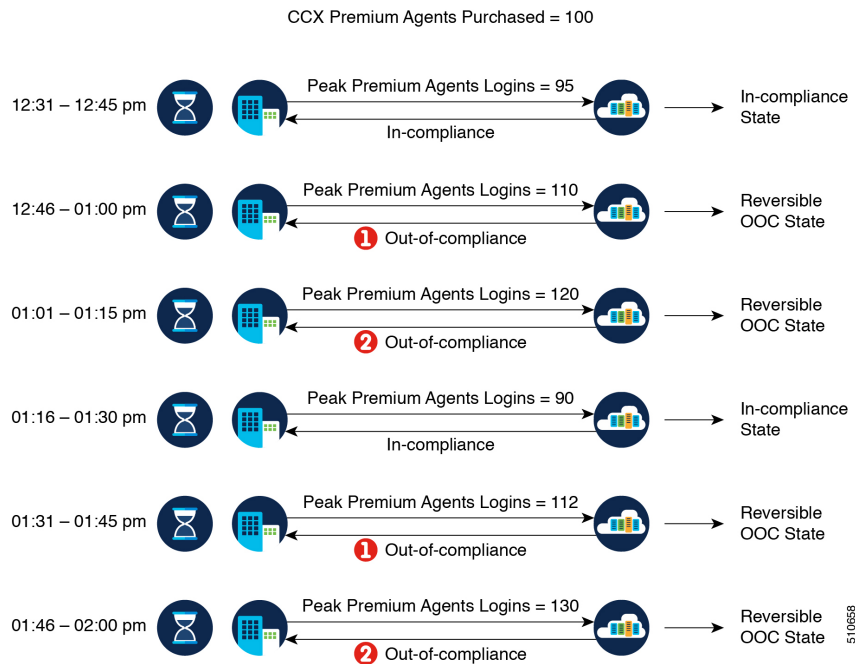 CCX Premium Agents Purchased = 100
12:31 – 12:45 pm
Peak Premium Agents Logins = 95
In-compliance
In-compliance
State
12:46 – 01:00 pm
Peak Premium Agents Logins = 110
1 Out-of-compliance
Reversible
OOC State
01:01 – 01:15 pm
Peak Premium Agents Logins = 120
2 Out-of-compliance
Reversible
OOC State
01:16 – 01:30 pm
Peak Premium Agents Logins = 90
In-compliance
In-compliance
State
01:31 – 01:45 pm
Peak Premium Agents Logins = 112
1 Out-of-compliance
Reversible
OOC State
01:46 – 02:00 pm
Peak Premium Agents Logins = 130
2 Out-of-compliance
Reversible
OOC State
510658